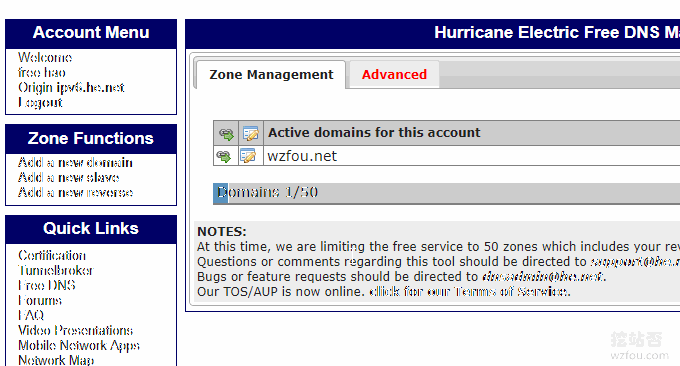 Account Menu
Welcome
free hao
Origin ipv6.he.net
Logout
Zone Functions
Add a new domain
Add a new slave
Add a new reverse
Quick Links
Certification
Tunnelbroker
Free DNS
Forums
FAQ
Video Presentations
Mobile Network Apps
Network Map
Hurricane Electric Free DNS Ma
Zone Management
Advanced
Active domains for this account
wzfou.net
Domains 1/50
NOTES:
At this time, we are limiting the free service to 50 zones which includes your rev
Questions or comments regarding this tool should be directed to support@he.n
Bugs or feature requests should be directed to
Our TOS/AUP is now online. click for our Terms of Service.
挖站否
wzfou.com